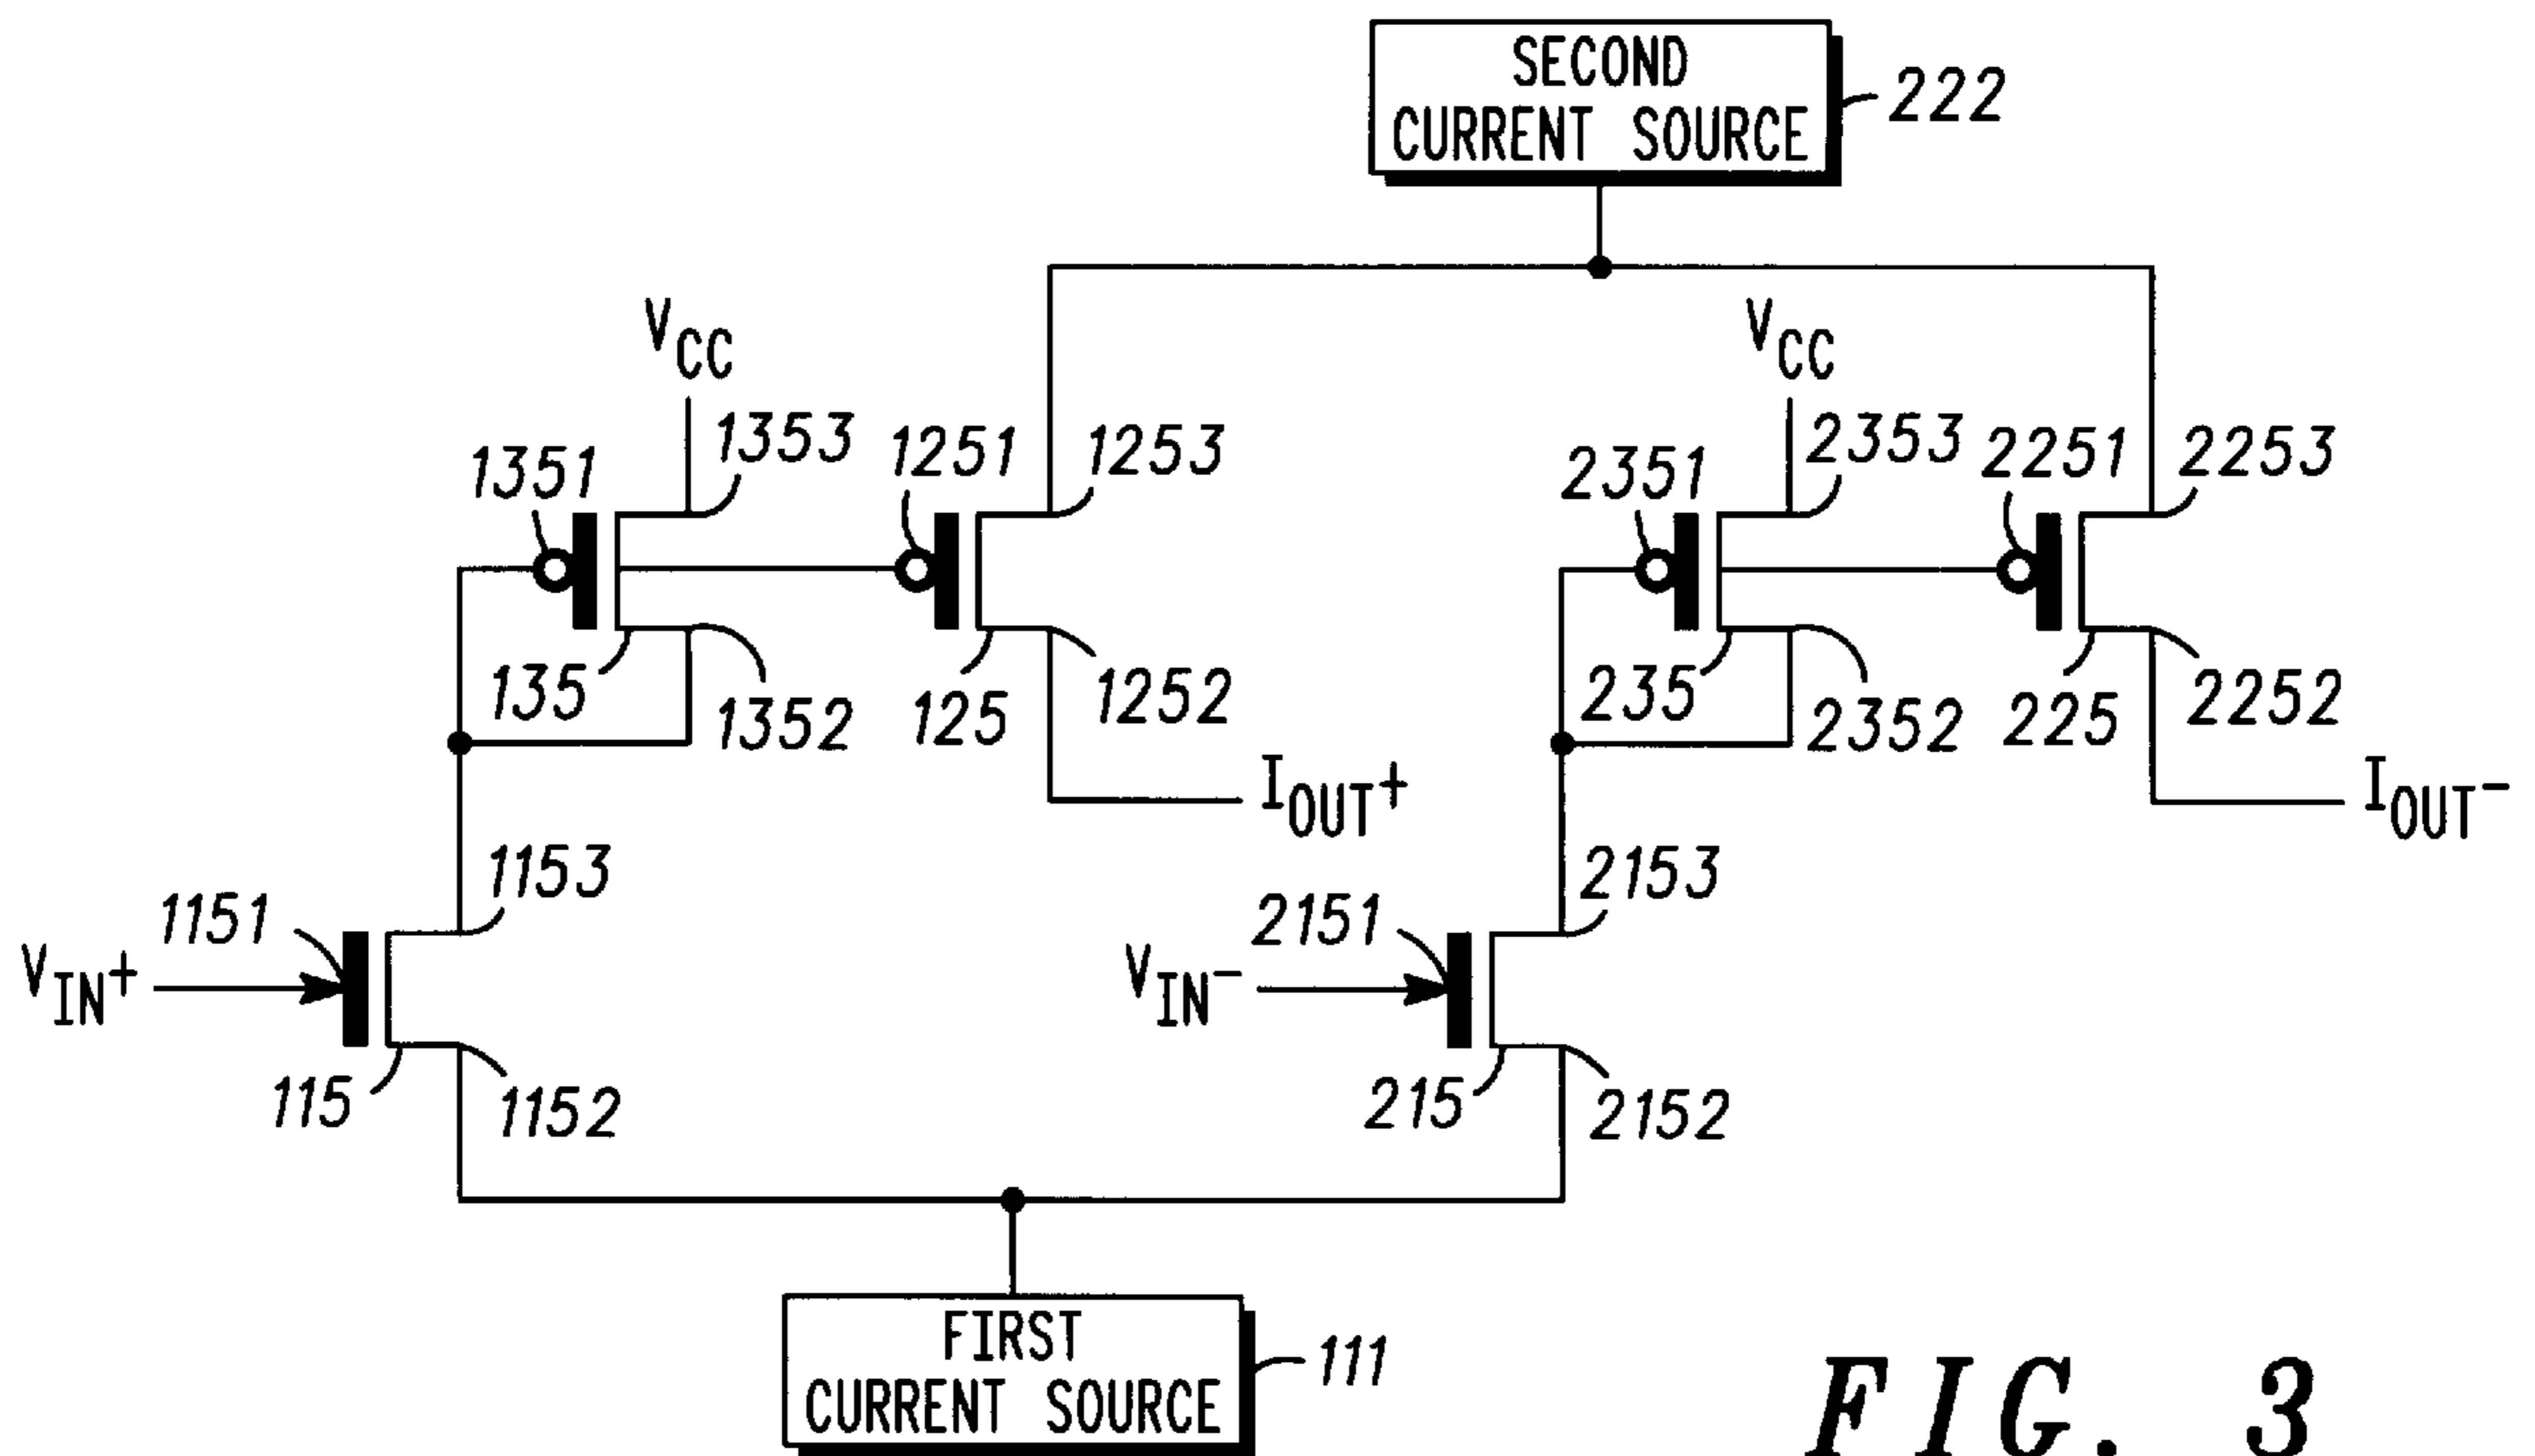 SECOND
CURRENT SOURCE
222
VCC
VCC
1351
1353
1251
1253
2351
2353
2251
2253
135
1352
125
1252
235
2352
225
2252
IOUT+
IOUT-
1151
1153
2151
2153
VIN+
VIN-
115
1152
215
2152
FIRST
CURRENT SOURCE
111
FIG. 3